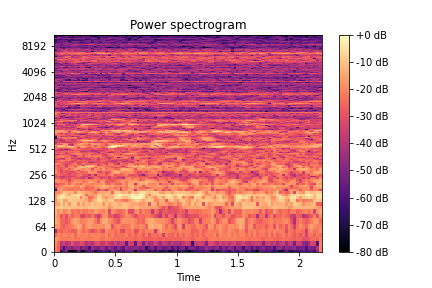 Power spectrogram
8192
4096
2048
1024
512
256
128
64
0
Hz
0 0.5 1 1.5 2
Time
+0 dB
-10 dB
-20 dB
-30 dB
-40 dB
-50 dB
-60 dB
-70 dB
-80 dB